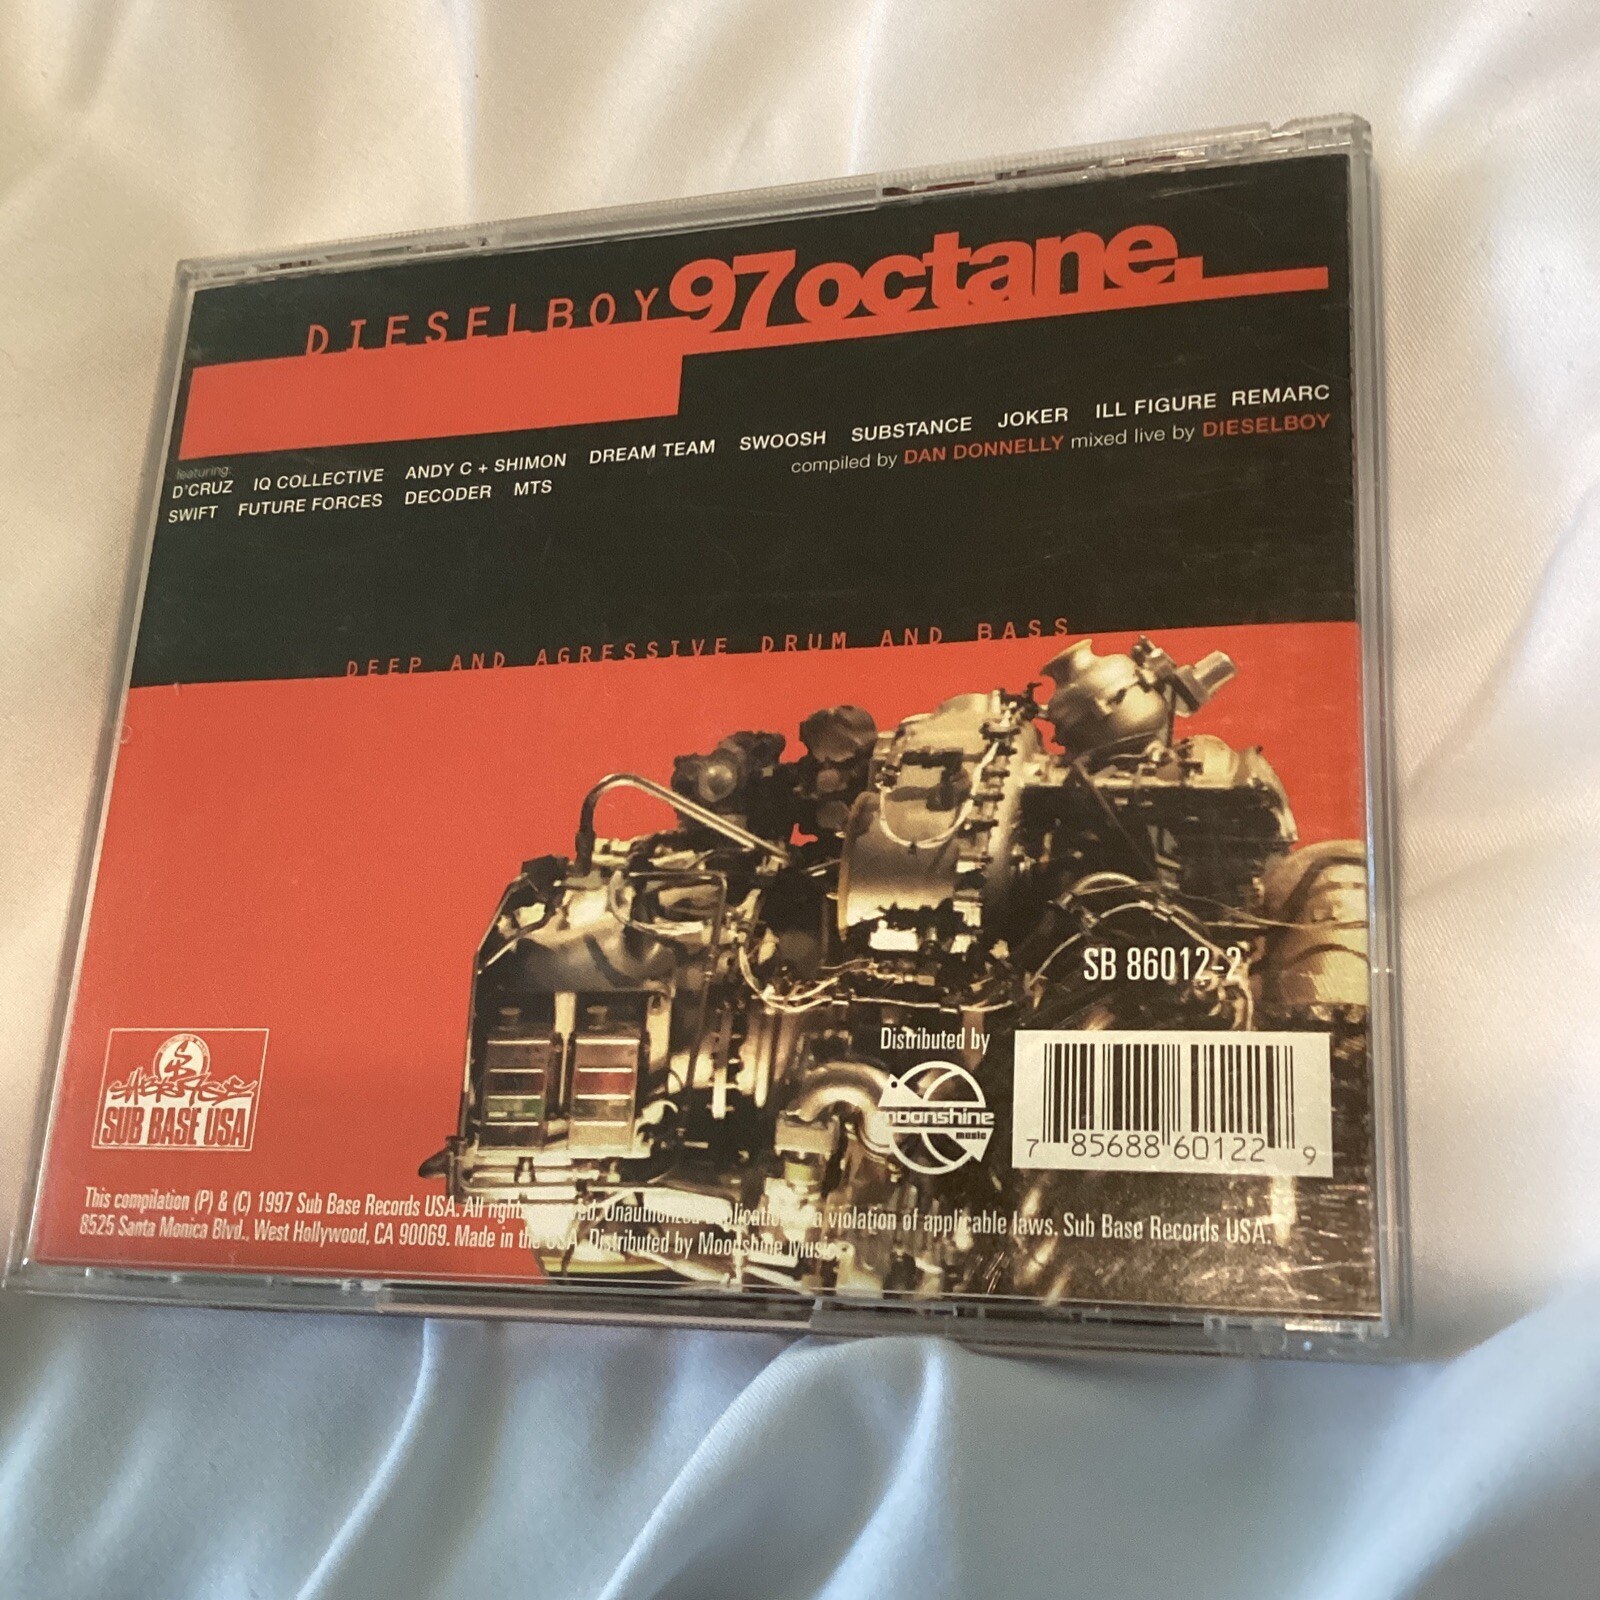 DIESELBOY 97octane.
featuring:
D'CRUZ IQ COLLECTIVE ANDY C + SHIMON DREAM TEAM SWOOSH SUBSTANCE JOKER ILL FIGURE REMARC
SWIFT FUTURE FORCES DECODER MTS
compiled by DAN DONNELLY mixed live by DIESELBOY
DEEP AND AGRESSIVE DRUM AND BASS
SB 86012-2
Distributed by
moonshine
music
7 85688 60122 9
SB
SUB BASE USA
This compilation (P) & (C) 1997 Sub Base Records USA. All rights reserved. Unauthorized duplication is a violation of applicable laws. Sub Base Records USA.
8525 Santa Monica Blvd., West Hollywood, CA 90069. Made in the USA. Distributed by Moonshine Music.